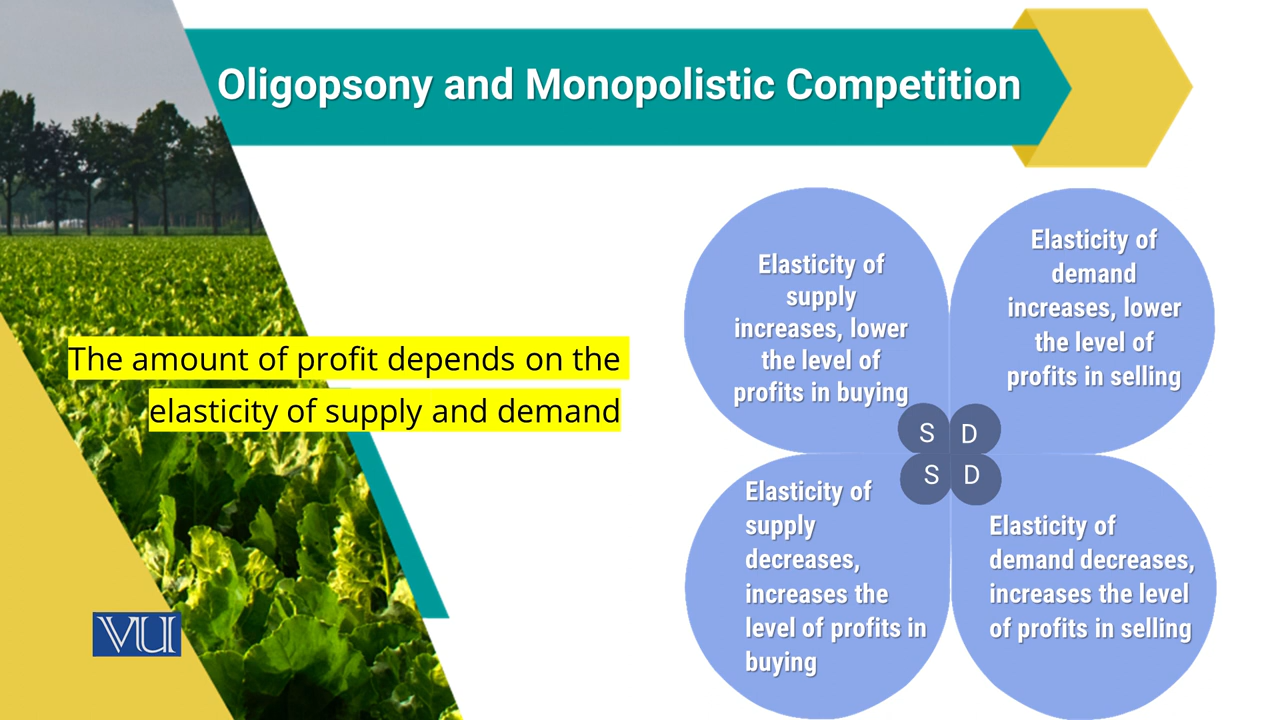 Oligopsony and Monopolistic Competition
The amount of profit depends on the
elasticity of supply and demand
Elasticity of
supply
increases, lower
the level of
profits in buying
Elasticity of
demand
increases, lower
the level of
profits in selling
S
D
S
D
Elasticity of
supply
decreases,
increases the
level of profits in
buying
Elasticity of
demand decreases,
increases the level
of profits in selling
VU